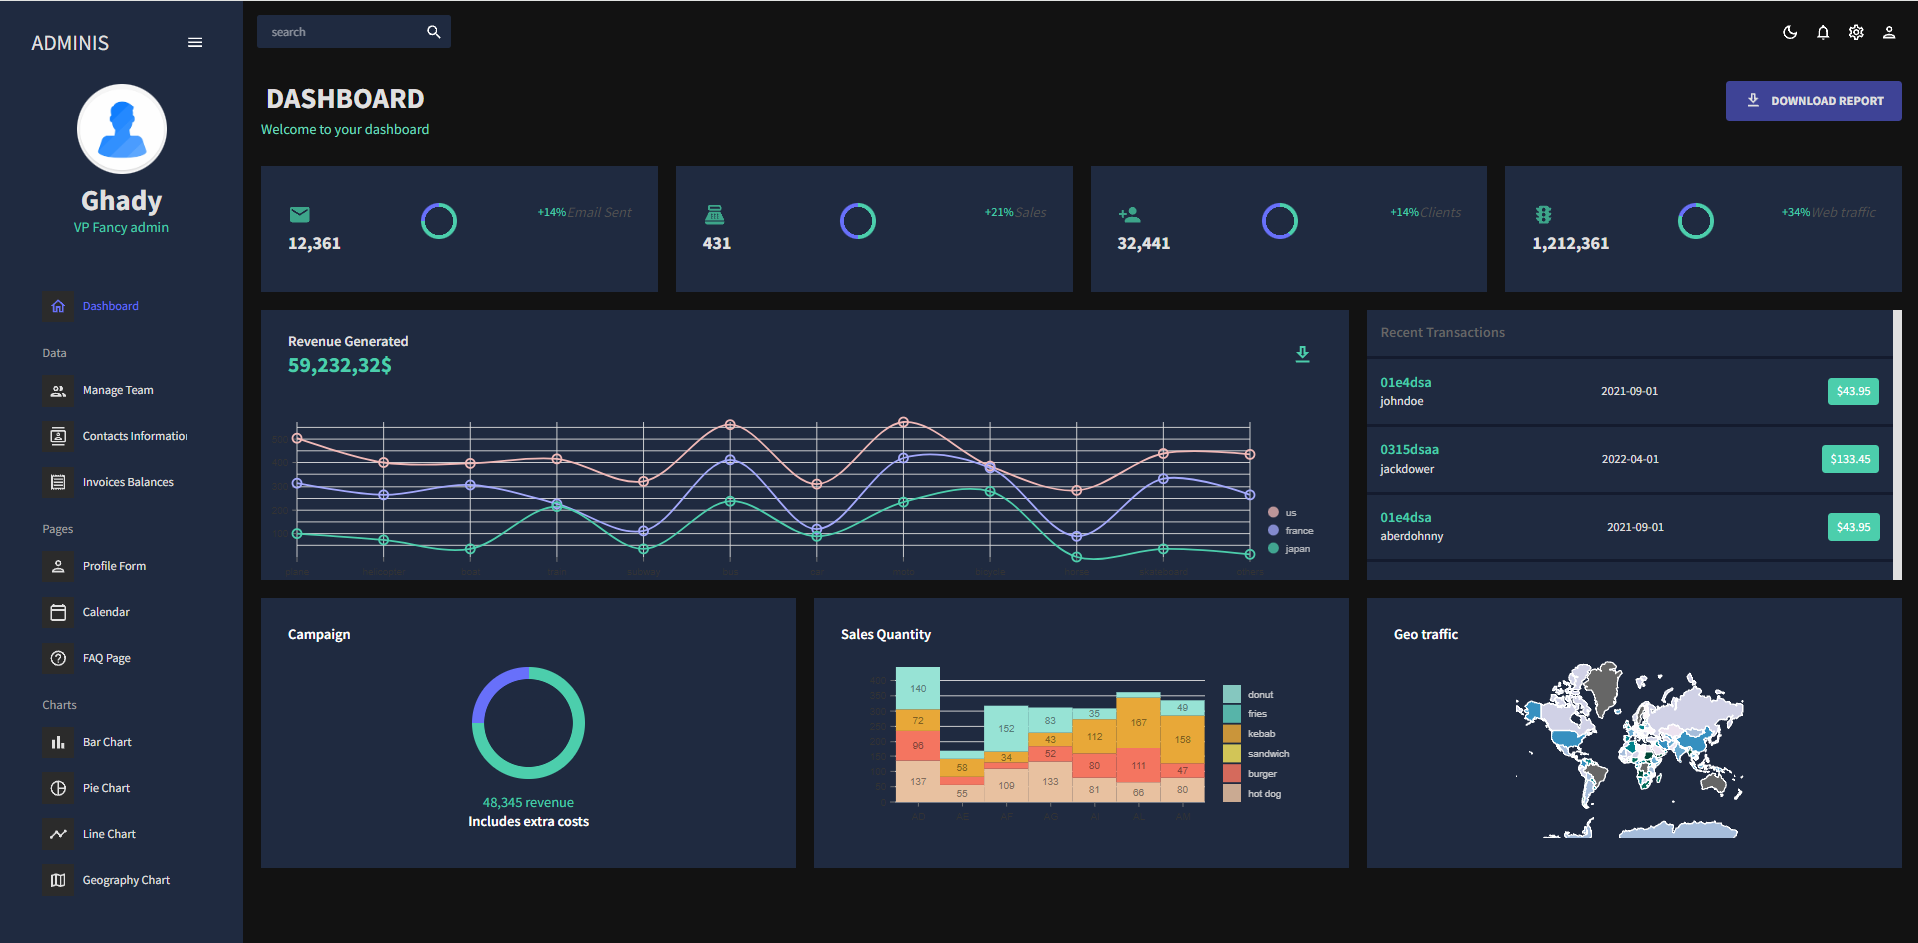 ADMINIS
search
Ghady
VP Fancy admin
Dashboard
Data
Manage Team
Contacts Information
Invoices Balances
Pages
Profile Form
Calendar
FAQ Page
Charts
Bar Chart
Pie Chart
Line Chart
Geography Chart
DASHBOARD
Welcome to your dashboard
DOWNLOAD REPORT
12,361
+14% Email Sent
431
+21% Sales
32,441
+14% Clients
1,212,361
+34% Web traffic
Revenue Generated
59,232,32$
us
france
japan
Recent Transactions
01e4dsa
johndoe
2021-09-01
$43.95
0315dsaa
jackdower
2022-04-01
$133.45
01e4dsa
aberdohnny
2021-09-01
$43.95
Campaign
48,345 revenue
Includes extra costs
Sales Quantity
140
72
96
137
58
55
152
34
109
83
43
52
133
35
112
80
81
167
111
66
49
158
47
80
donut
fries
kebab
sandwich
burger
hot dog
Geo traffic